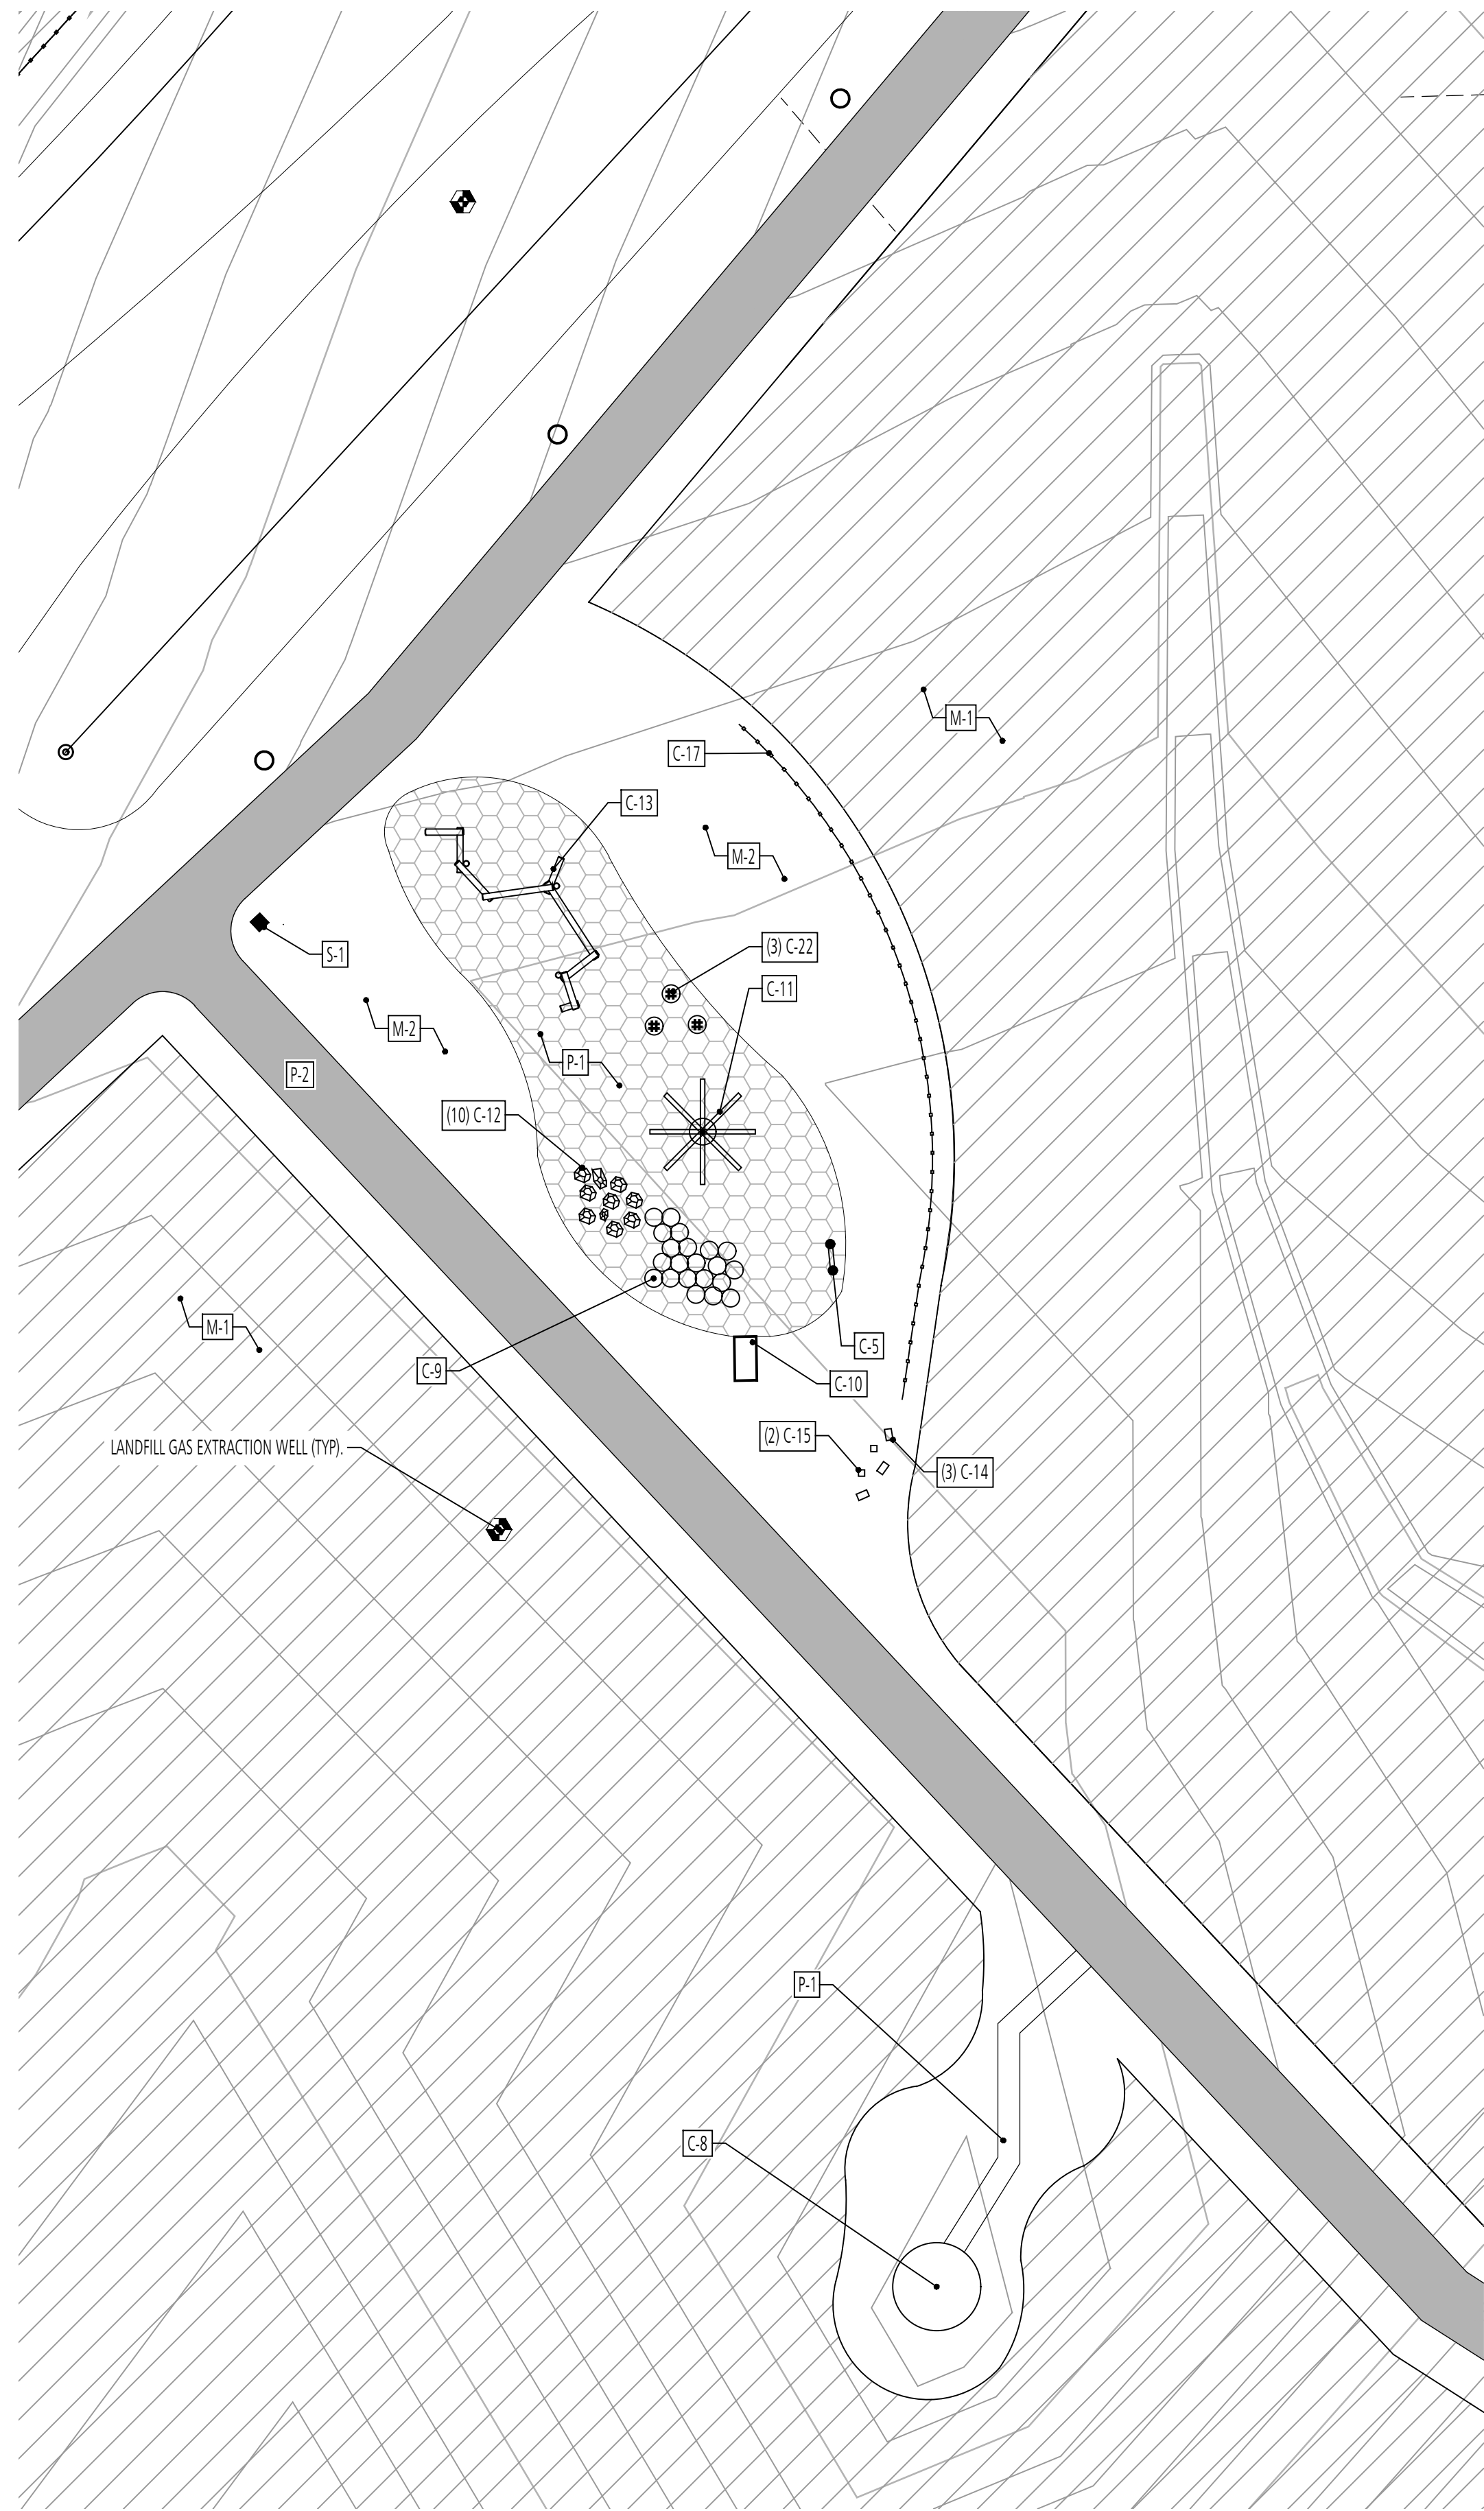 M-1
C-17
C-13
M-2
(3) C-22
S-1
C-11
M-2
P-1
P-2
(10) C-12
M-1
C-5
C-9
C-10
(2) C-15
LANDFILL GAS EXTRACTION WELL (TYP).
(3) C-14
P-1
C-8